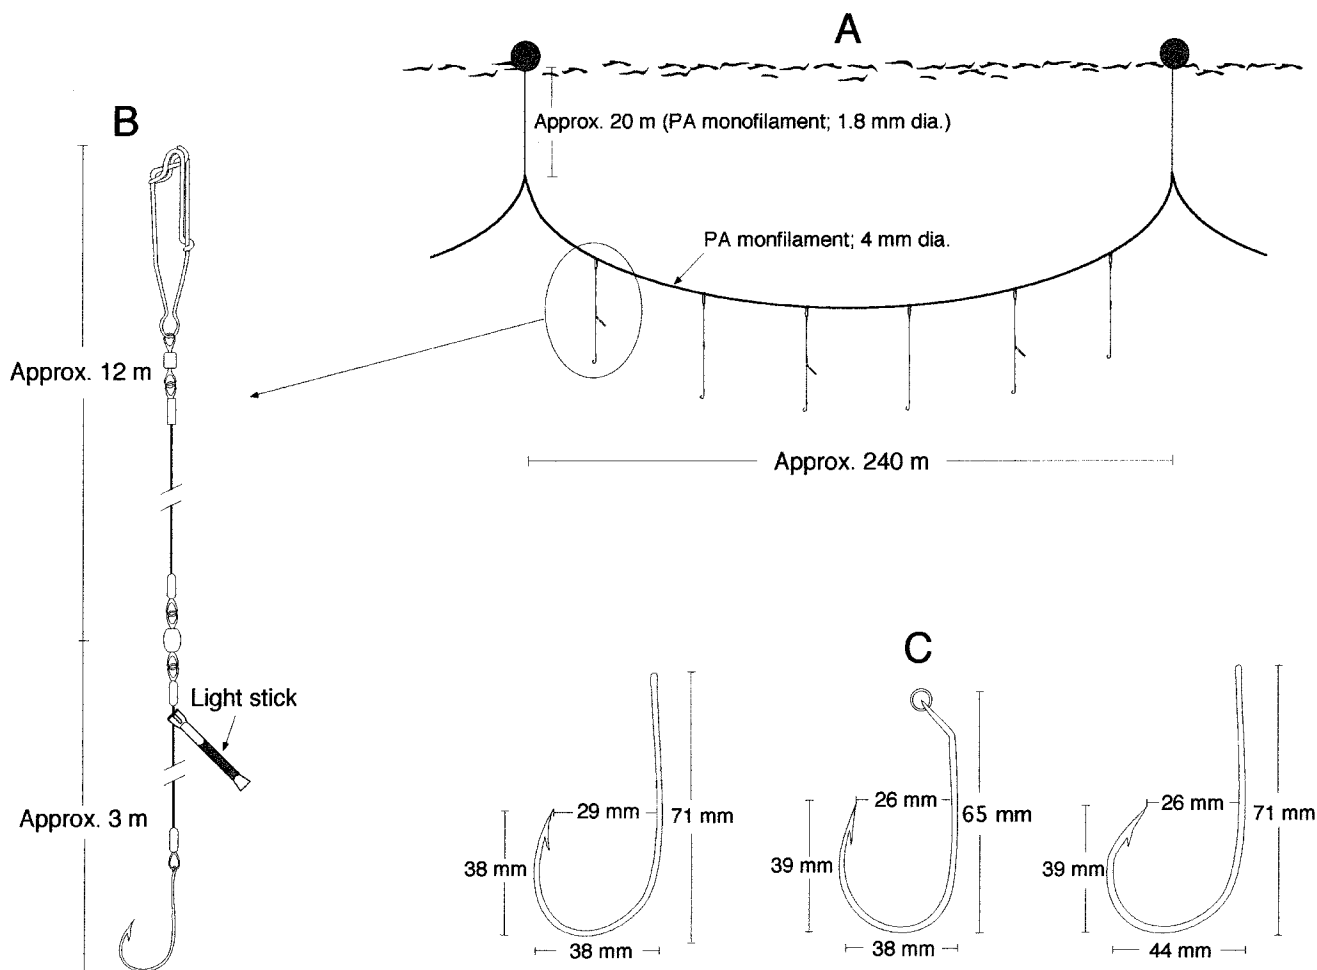 A
Approx. 20 m (PA monofilament; 1.8 mm dia.)
PA monfilament; 4 mm dia.
Approx. 240 m
B
Approx. 12 m
Light stick
Approx. 3 m
C
29 mm
71 mm
38 mm
38 mm
26 mm
65 mm
39 mm
38 mm
26 mm
71 mm
39 mm
44 mm